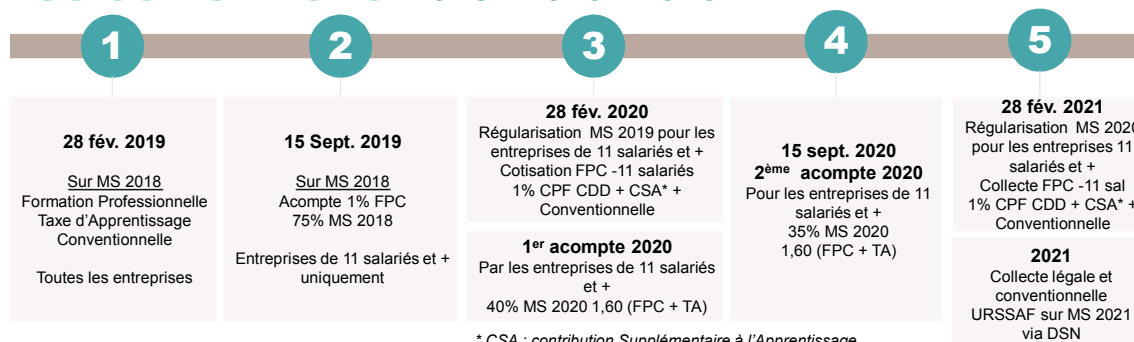 1
28 fév. 2019
Sur MS 2018
Formation Professionnelle
Taxe d'Apprentissage
Conventionnelle
Toutes les entreprises
2
15 Sept. 2019
Sur MS 2018
Acompte 1% FPC
75% MS 2018
Entreprises de 11 salariés et +
uniquement
3
28 fév. 2020
Régularisation MS 2019 pour les
entreprises de 11 salariés et +
Cotisation FPC -11 salariés
1% CPF CDD + CSA* +
Conventionnelle
1er acompte 2020
Par les entreprises de 11 salariés
et +
40% MS 2020 1,60 (FPC + TA)
* CSA : contribution Supplémentaire à l'Apprentissage
4
15 sept. 2020
2ème acompte 2020
Pour les entreprises de 11
salariés et +
35% MS 2020
1,60 (FPC + TA)
5
28 fév. 2021
Régularisation MS 2020
pour les entreprises 11
salariés et +
Collecte FPC -11 sal
1% CPF CDD + CSA* +
Conventionnelle
2021
Collecte légale et
conventionnelle
URSSAF sur MS 2021
via DSN